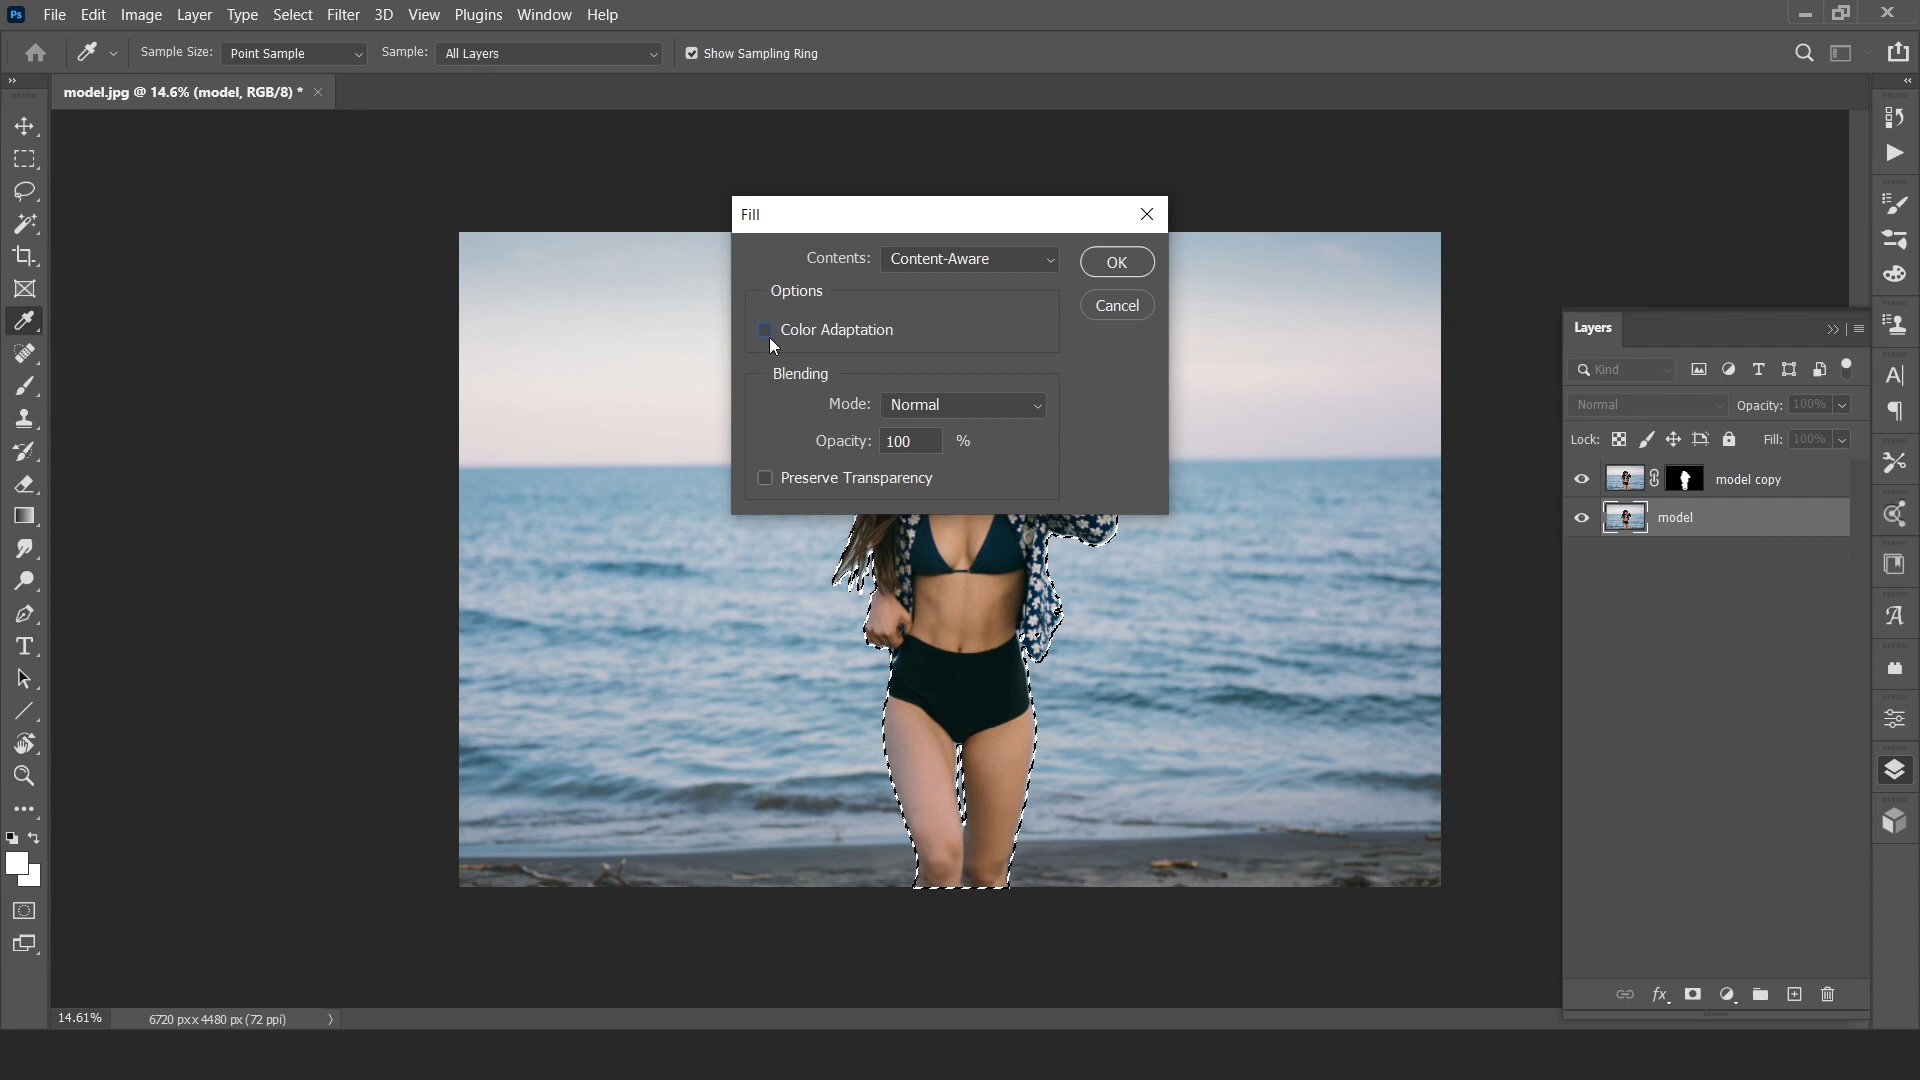 Ps File Edit Image Layer Type Select Filter 3D View Plugins Window Help
Sample Size: Point Sample Sample: All Layers Show Sampling Ring
model.jpg @ 14.6% (model, RGB/8) *
Fill
Contents: Content-Aware
OK
Options
Cancel
Color Adaptation
Blending
Mode: Normal
Opacity: 100 %
Preserve Transparency
Layers
Kind
Normal Opacity: 100%
Lock: Fill: 100%
model copy
model
fx
14.61% 6720 px x 4480 px (72 ppi)